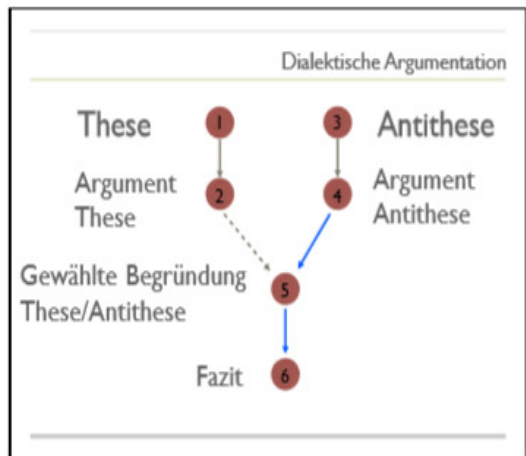 Dialektische Argumentation
These 1 3 Antithese
Argument 2 4 Argument
These Antithese
Gewählte Begründung
These/Antithese 5
Fazit 6